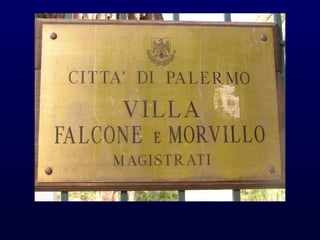 CITTA' DI PALERMO
VILLA
FALCONE E MORVILLO
MAGISTRATI